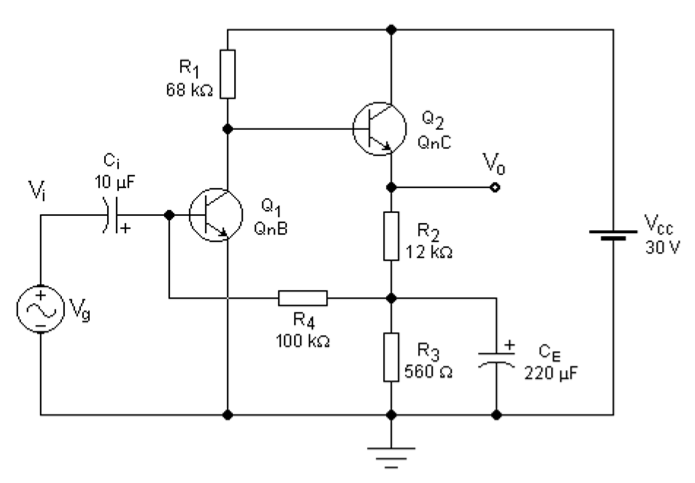 R1
68 kΩ
Q2
QnC
Vo
Ci
10 µF
Vi
+
Q1
QnB
R2
12 kΩ
VCC
30 V
+
Vg
−
R4
100 kΩ
R3
560 Ω
+
CE
220 µF